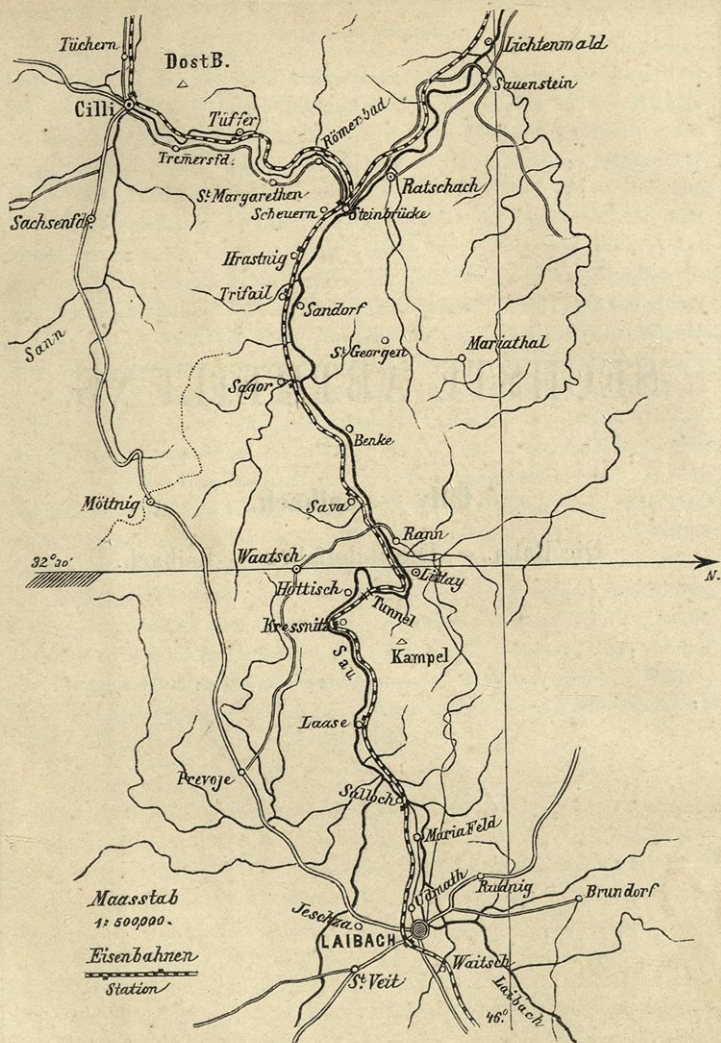 Lichtenwald
Tüchern
Dost B.
Sauenstein
Cilli
Tüffer
Römerbad
Tremersfd.
St. Margarethen
Ratschach
Scheuern
Steinbrücke
Sachsenfd.
Hrastnig
Trifail
Sandorf
Sann
St. Georgen
Mariathal
Sagor
Benke
Möttnig
Sava
Rann
32° 30'
Waatsch
Littay
N.
Hottisch
Tunnel
Kressnitz
Sau
Kampel
Laase
Prevoje
Salloch
Maria Feld
Maasstab
1: 500,000.
Udmath
Rudnig
Brundorf
Jeschza
LAIBACH
Eisenbahnen
Station
Waitsch
St. Veit
Laibach
46°